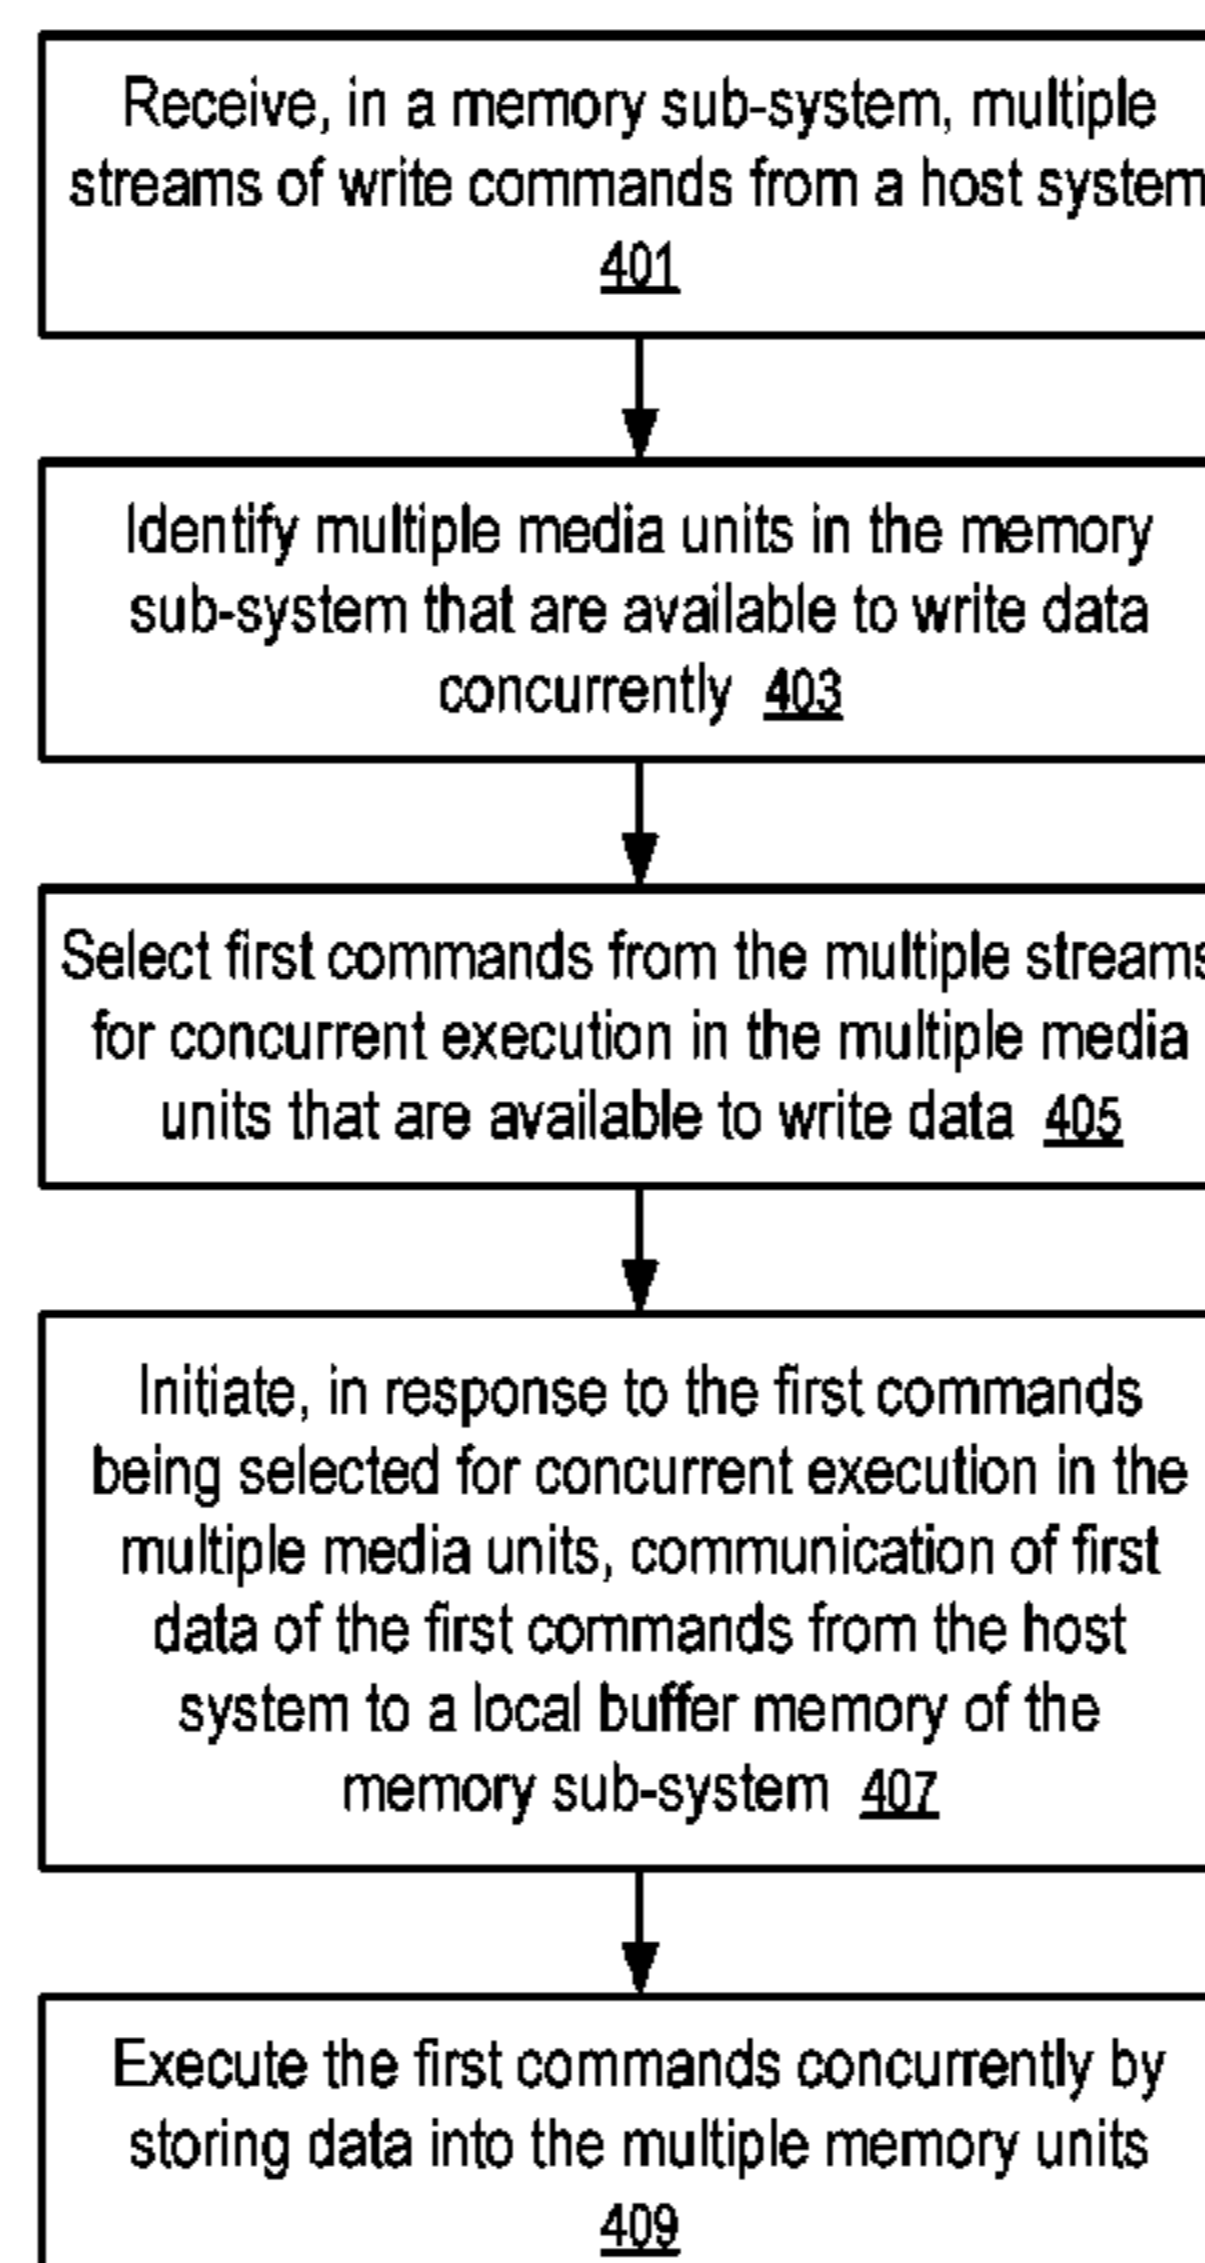 Receive, in a memory sub-system, multiple
streams of write commands from a host system
401
Identify multiple media units in the memory
sub-system that are available to write data
concurrently 403
Select first commands from the multiple streams
for concurrent execution in the multiple media
units that are available to write data 405
Initiate, in response to the first commands
being selected for concurrent execution in the
multiple media units, communication of first
data of the first commands from the host
system to a local buffer memory of the
memory sub-system 407
Execute the first commands concurrently by
storing data into the multiple memory units
409